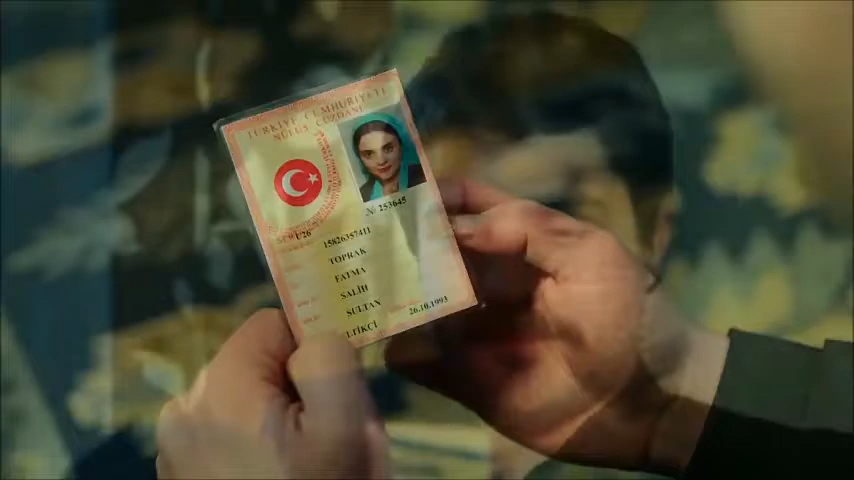 TÜRKİYE CUMHURİYETİ
NÜFUS CÜZDANI
№ 253645
15826357411
TOPRAK
FATMA
SALİH
SULTAN
26.10.1993